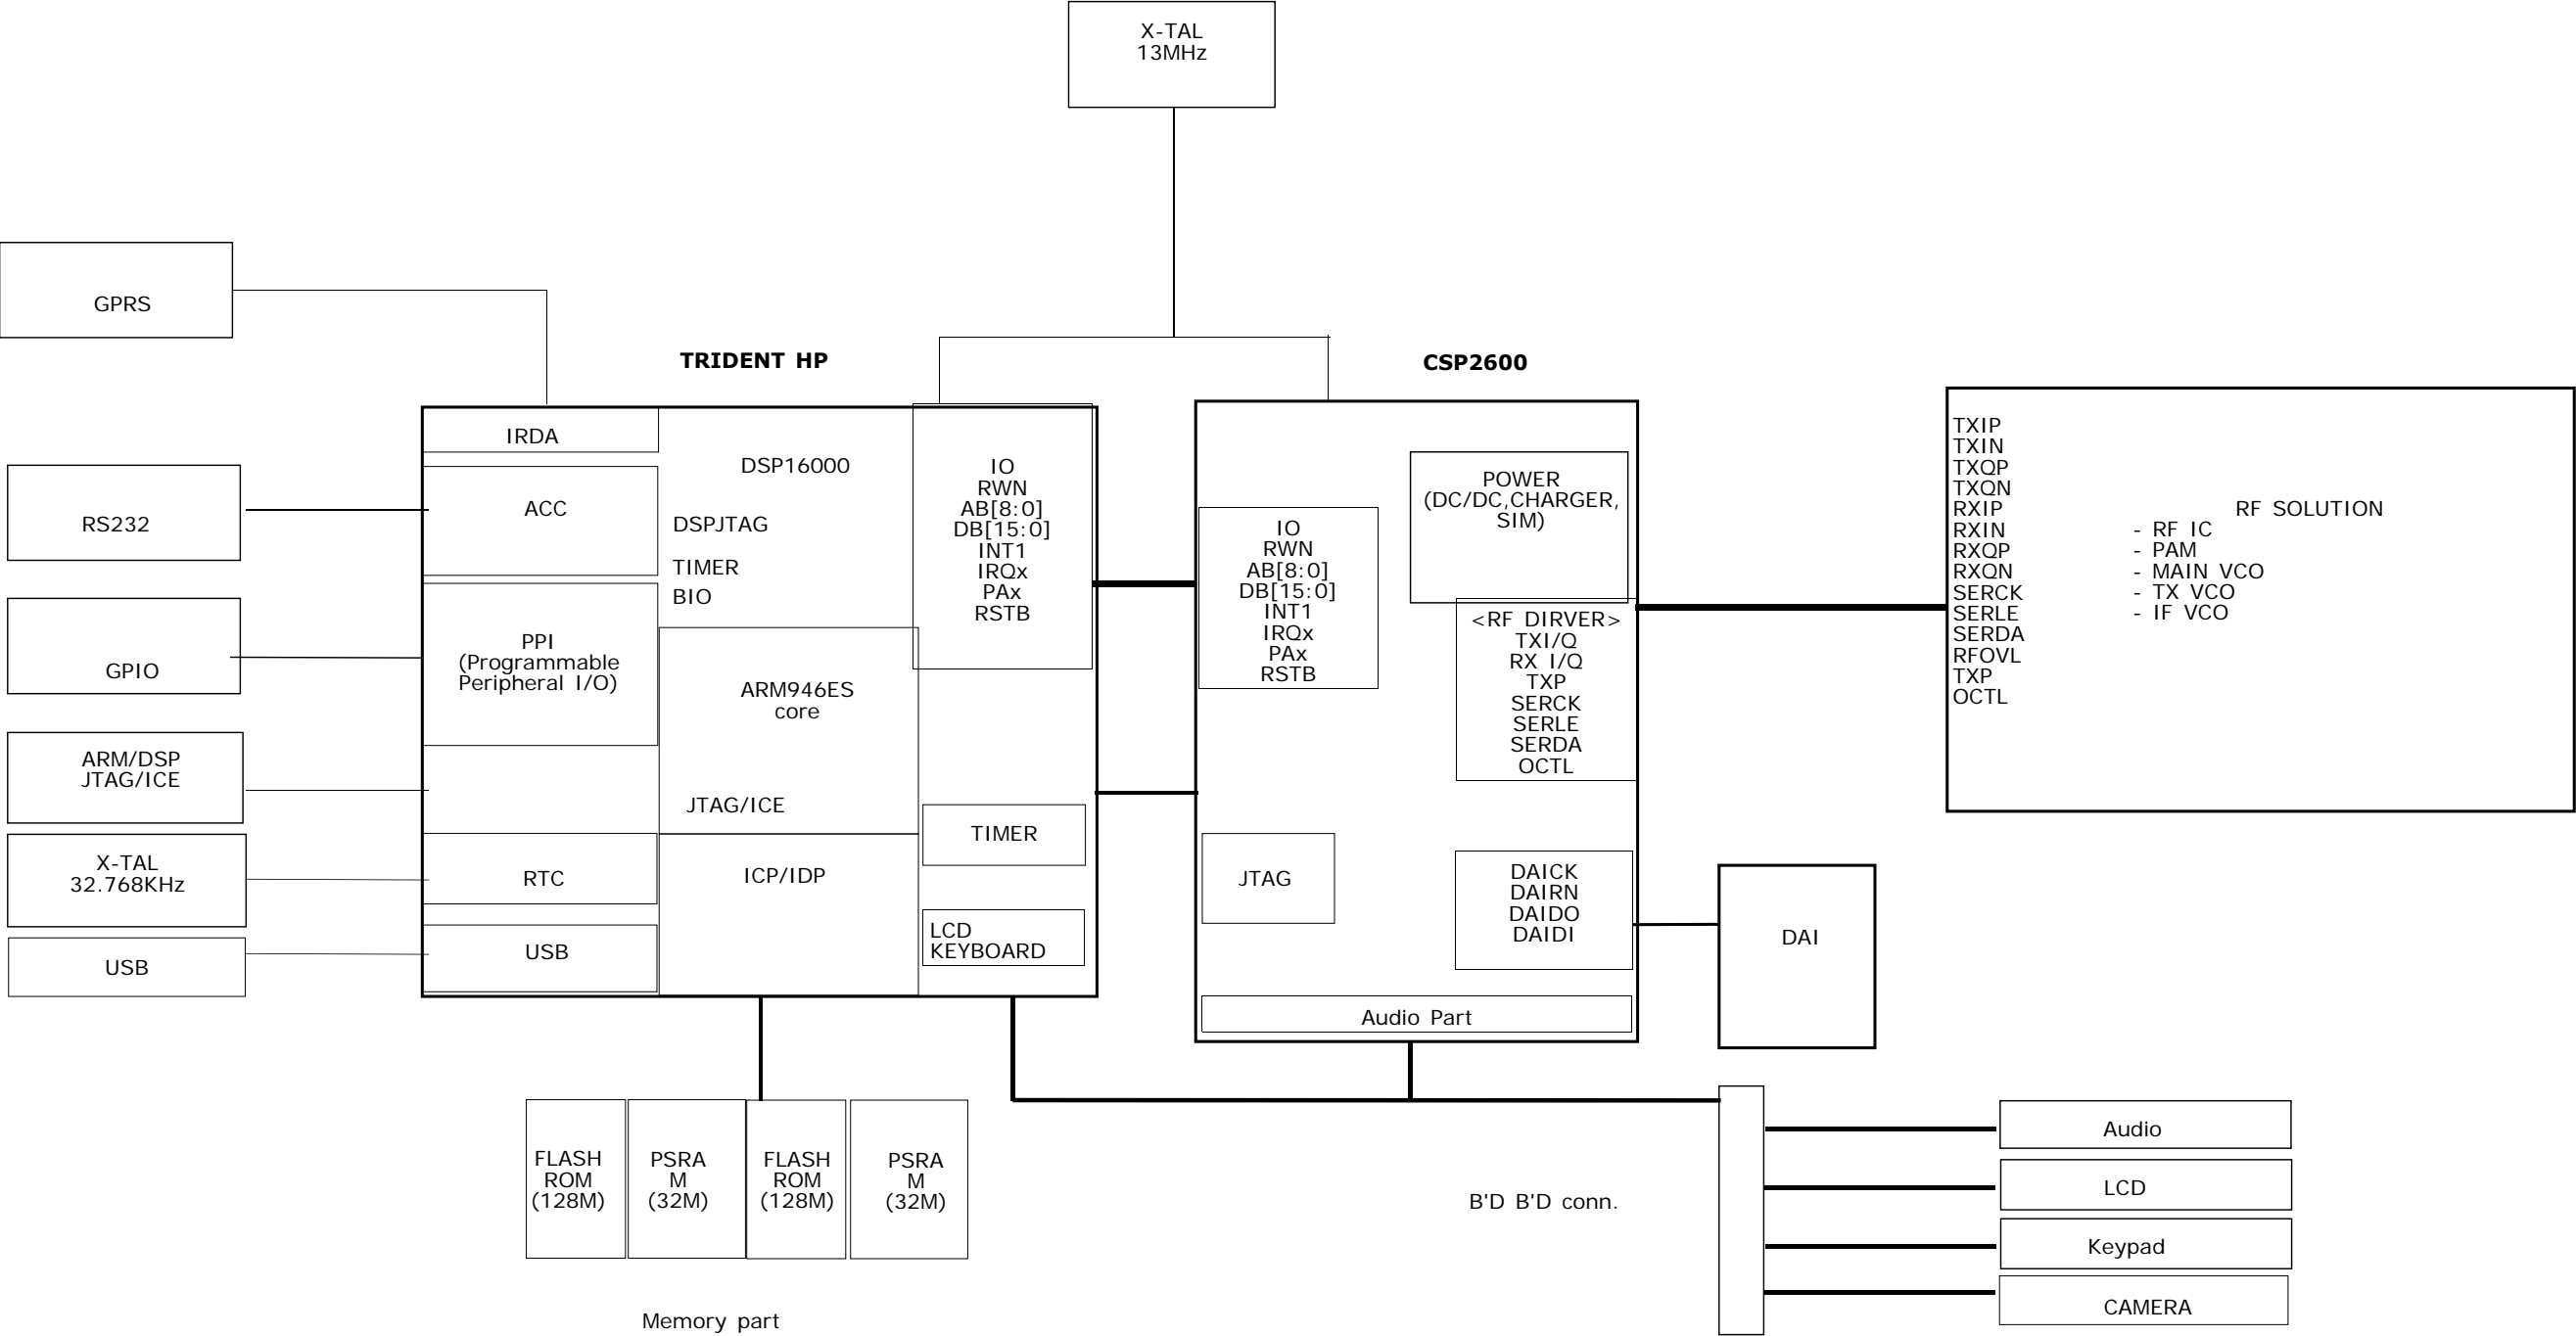 X-TAL
13MHz
GPRS
TRIDENT HP
CSP2600
RS232
GPIO
ARM/DSP
JTAG/ICE
X-TAL
32.768KHz
USB
IRDA
ACC
PPI
(Programmable
Peripheral I/O)
RTC
USB
DSP16000
DSPJTAG
TIMER
BIO
ARM946ES
core
JTAG/ICE
ICP/IDP
IO
RWN
AB[8:0]
DB[15:0]
INT1
IRQx
PAx
RSTB
TIMER
LCD
KEYBOARD
IO
RWN
AB[8:0]
DB[15:0]
INT1
IRQx
PAx
RSTB
JTAG
POWER
(DC/DC,CHARGER,
SIM)
<RF DIRVER>
TXI/Q
RX I/Q
TXP
SERCK
SERLE
SERDA
OCTL
DAICK
DAIRN
DAIDO
DAIDI
Audio Part
TXIP
TXIN
TXQP
TXQN
RXIP
RXIN
RXQP
RXQN
SERCK
SERLE
SERDA
RFOVL
TXP
OCTL
RF SOLUTION
- RF IC
- PAM
- MAIN VCO
- TX VCO
- IF VCO
DAI
FLASH
ROM
(128M)
PSRA
M
(32M)
FLASH
ROM
(128M)
PSRA
M
(32M)
Memory part
B'D B'D conn.
Audio
LCD
Keypad
CAMERA